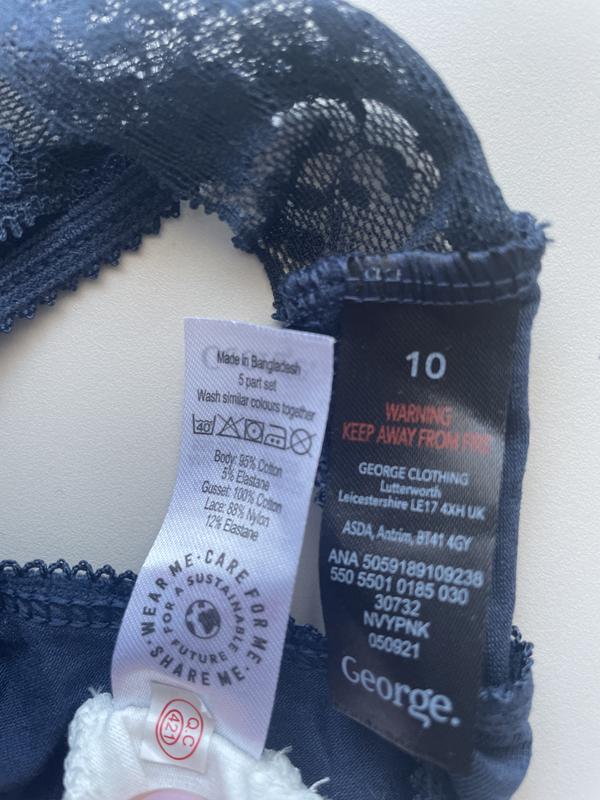 Made in Bangladesh
5 part set
Wash similar colours together
40
Body: 95% Cotton
5% Elastane
Gusset: 100% Cotton
Lace: 88% Nylon
12% Elastane
WEAR ME · CARE FOR ME · SHARE ME ·
FOR A SUSTAINABLE FUTURE
Q.C
421
10
WARNING
KEEP AWAY FROM FIRE
GEORGE CLOTHING
Lutterworth
Leicestershire LE17 4XH UK
ASDA, Antrim, BT41 4GY
ANA 5059189109238
550 5501 0185 030
30732
NVYPNK
050921
George.